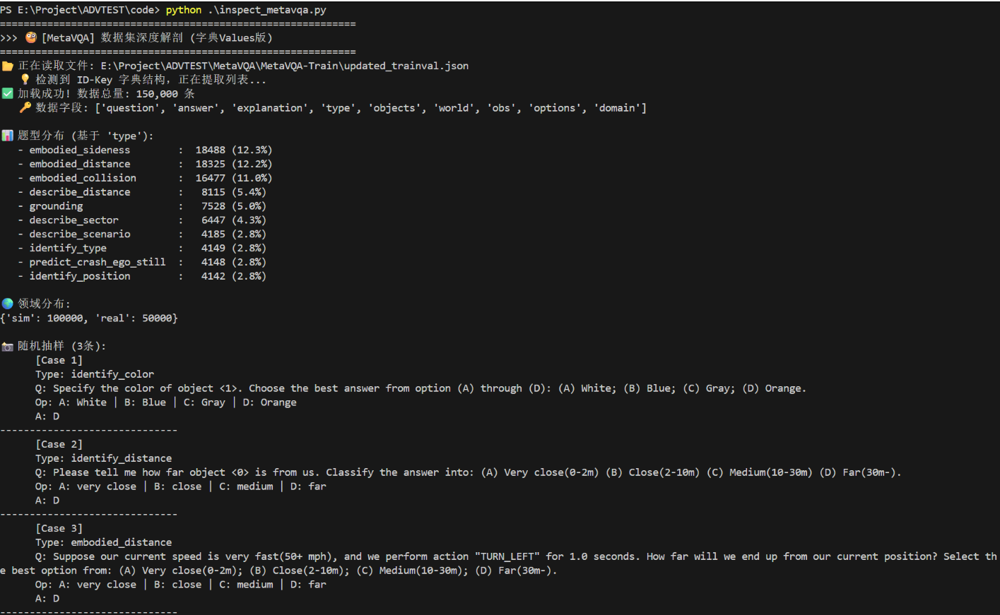 PS E:\Project\ADVTEST\code> python .\inspect_metavqa.py
============================================================
>>> 🧐 [MetaVQA] 数据集深度解剖 (字典Values版)
============================================================
📂 正在读取文件: E:\Project\ADVTEST\MetaVQA\MetaVQA-Train\updated_trainval.json
💡 检测到 ID-Key 字典结构，正在提取列表...
✅ 加载成功! 数据总量: 150,000 条
🔑 数据字段: ['question', 'answer', 'explanation', 'type', 'objects', 'world', 'obs', 'options', 'domain']
📊 题型分布 (基于 'type'):
- embodied_sideness : 18488 (12.3%)
- embodied_distance : 18325 (12.2%)
- embodied_collision : 16477 (11.0%)
- describe_distance : 8115 (5.4%)
- grounding : 7528 (5.0%)
- describe_sector : 6447 (4.3%)
- describe_scenario : 4185 (2.8%)
- identify_type : 4149 (2.8%)
- predict_crash_ego_still : 4148 (2.8%)
- identify_position : 4142 (2.8%)
🌍 领域分布:
{'sim': 100000, 'real': 50000}
📸 随机抽样 (3条):
[Case 1]
Type: identify_color
Q: Specify the color of object <1>. Choose the best answer from option (A) through (D): (A) White; (B) Blue; (C) Gray; (D) Orange.
Op: A: White | B: Blue | C: Gray | D: Orange
A: D
------------------------------
[Case 2]
Type: identify_distance
Q: Please tell me how far object <0> is from us. Classify the answer into: (A) Very close(0-2m) (B) Close(2-10m) (C) Medium(10-30m) (D) Far(30m-).
Op: A: very close | B: close | C: medium | D: far
A: D
------------------------------
[Case 3]
Type: embodied_distance
Q: Suppose our current speed is very fast(50+ mph), and we perform action "TURN_LEFT" for 1.0 seconds. How far will we end up from our current position? Select th
e best option from: (A) Very close(0-2m); (B) Close(2-10m); (C) Medium(10-30m); (D) Far(30m-).
Op: A: very close | B: close | C: medium | D: far
A: D
------------------------------